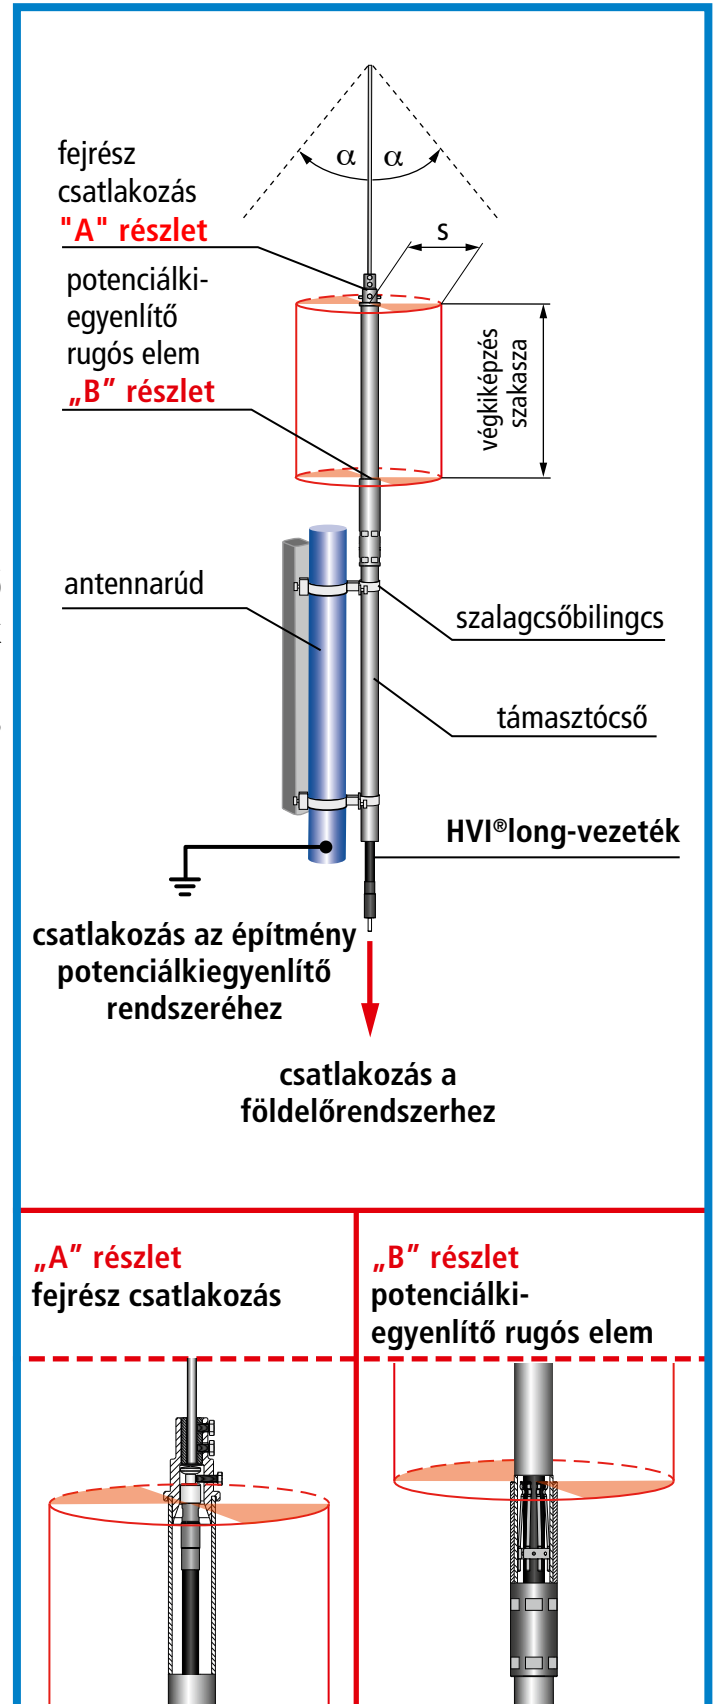 α
α
fejrész
csatlakozás
"A" részlet
s
potenciálki-
egyenlítő
rugós elem
„B” részlet
végkiképzés
szakasza
antennarúd
szalagcsőbilingcs
támasztócső
HVI®long-vezeték
csatlakozás az építmény
potenciálkiegyenlítő
rendszeréhez
csatlakozás a
földelőrendszerhez
„A” részlet
fejrész csatlakozás
„B” részlet
potenciálki-
egyenlítő rugós elem